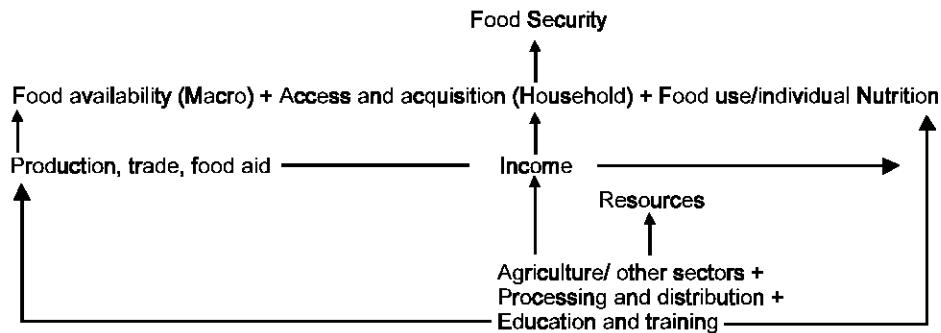 Food Security
Food availability (Macro) + Access and acquisition (Household) + Food use/individual Nutrition
Production, trade, food aid
Income
Resources
Agriculture/ other sectors +
Processing and distribution +
Education and training